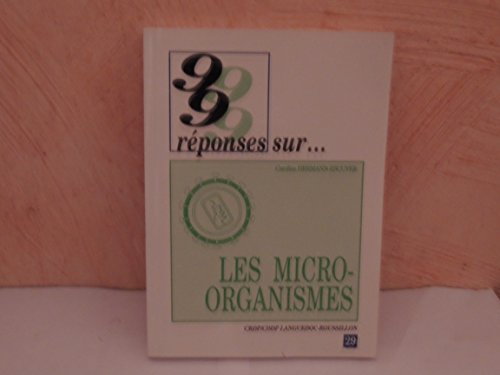 99
réponses sur...
LES MICRO-
ORGANISMES
CRDP/CDDP LANGUEDOC-ROUSSILLON
29